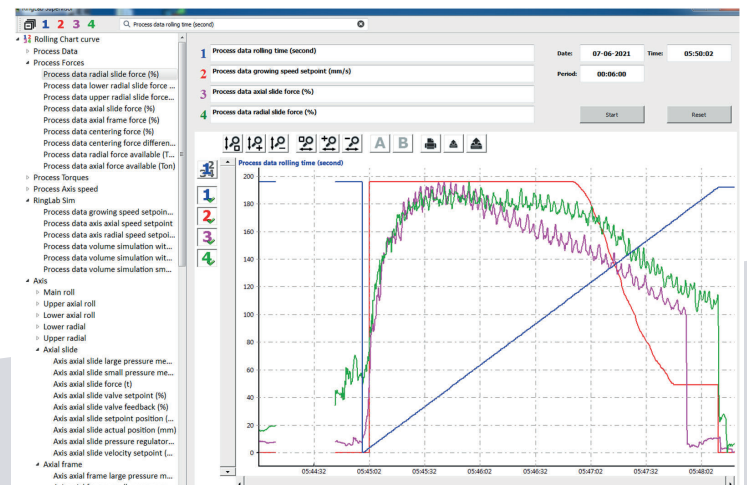 RingLab Supervisor
1 2 3 4
Process data rolling time (second)
Rolling Chart curve
Process Data
Process Forces
Process data radial slide force (%)
Process data lower radial slide force ...
Process data upper radial slide force...
Process data axial slide force (%)
Process data axial frame force (%)
Process data centering force (%)
Process data centering force differen...
Process data radial force available (T...
Process data axial force available (Ton)
Process Torques
Process Axis speed
RingLab Sim
Process data growing speed setpoin...
Process data axis axial speed setpoint
Process data axis radial speed setpoi...
Process data volume simulation wit...
Process data volume simulation wit...
Process data volume simulation sm...
Axis
Main roll
Upper axial roll
Lower axial roll
Lower radial
Upper radial
Axial slide
Axis axial slide large pressure me...
Axis axial slide small pressure me...
Axis axial slide force (t)
Axis axial slide valve setpoint (%)
Axis axial slide valve feedback (%)
Axis axial slide setpoint position (...
Axis axial slide actual position (mm)
Axis axial slide pressure regulator...
Axis axial slide velocity setpoint (...
Axial frame
Axis axial frame large pressure m...
1 Process data rolling time (second)
2 Process data growing speed setpoint (mm/s)
3 Process data axial slide force (%)
4 Process data radial slide force (%)
Date: 07-06-2021 Time: 05:50:02
Period: 00:06:00
Start Reset
A B
1 2 3 4
1
2
3
4
Process data rolling time (second)
200
180
160
140
120
100
80
60
40
20
0
05:44:32 05:45:02 05:45:32 05:46:02 05:46:32 05:47:02 05:47:32 05:48:02